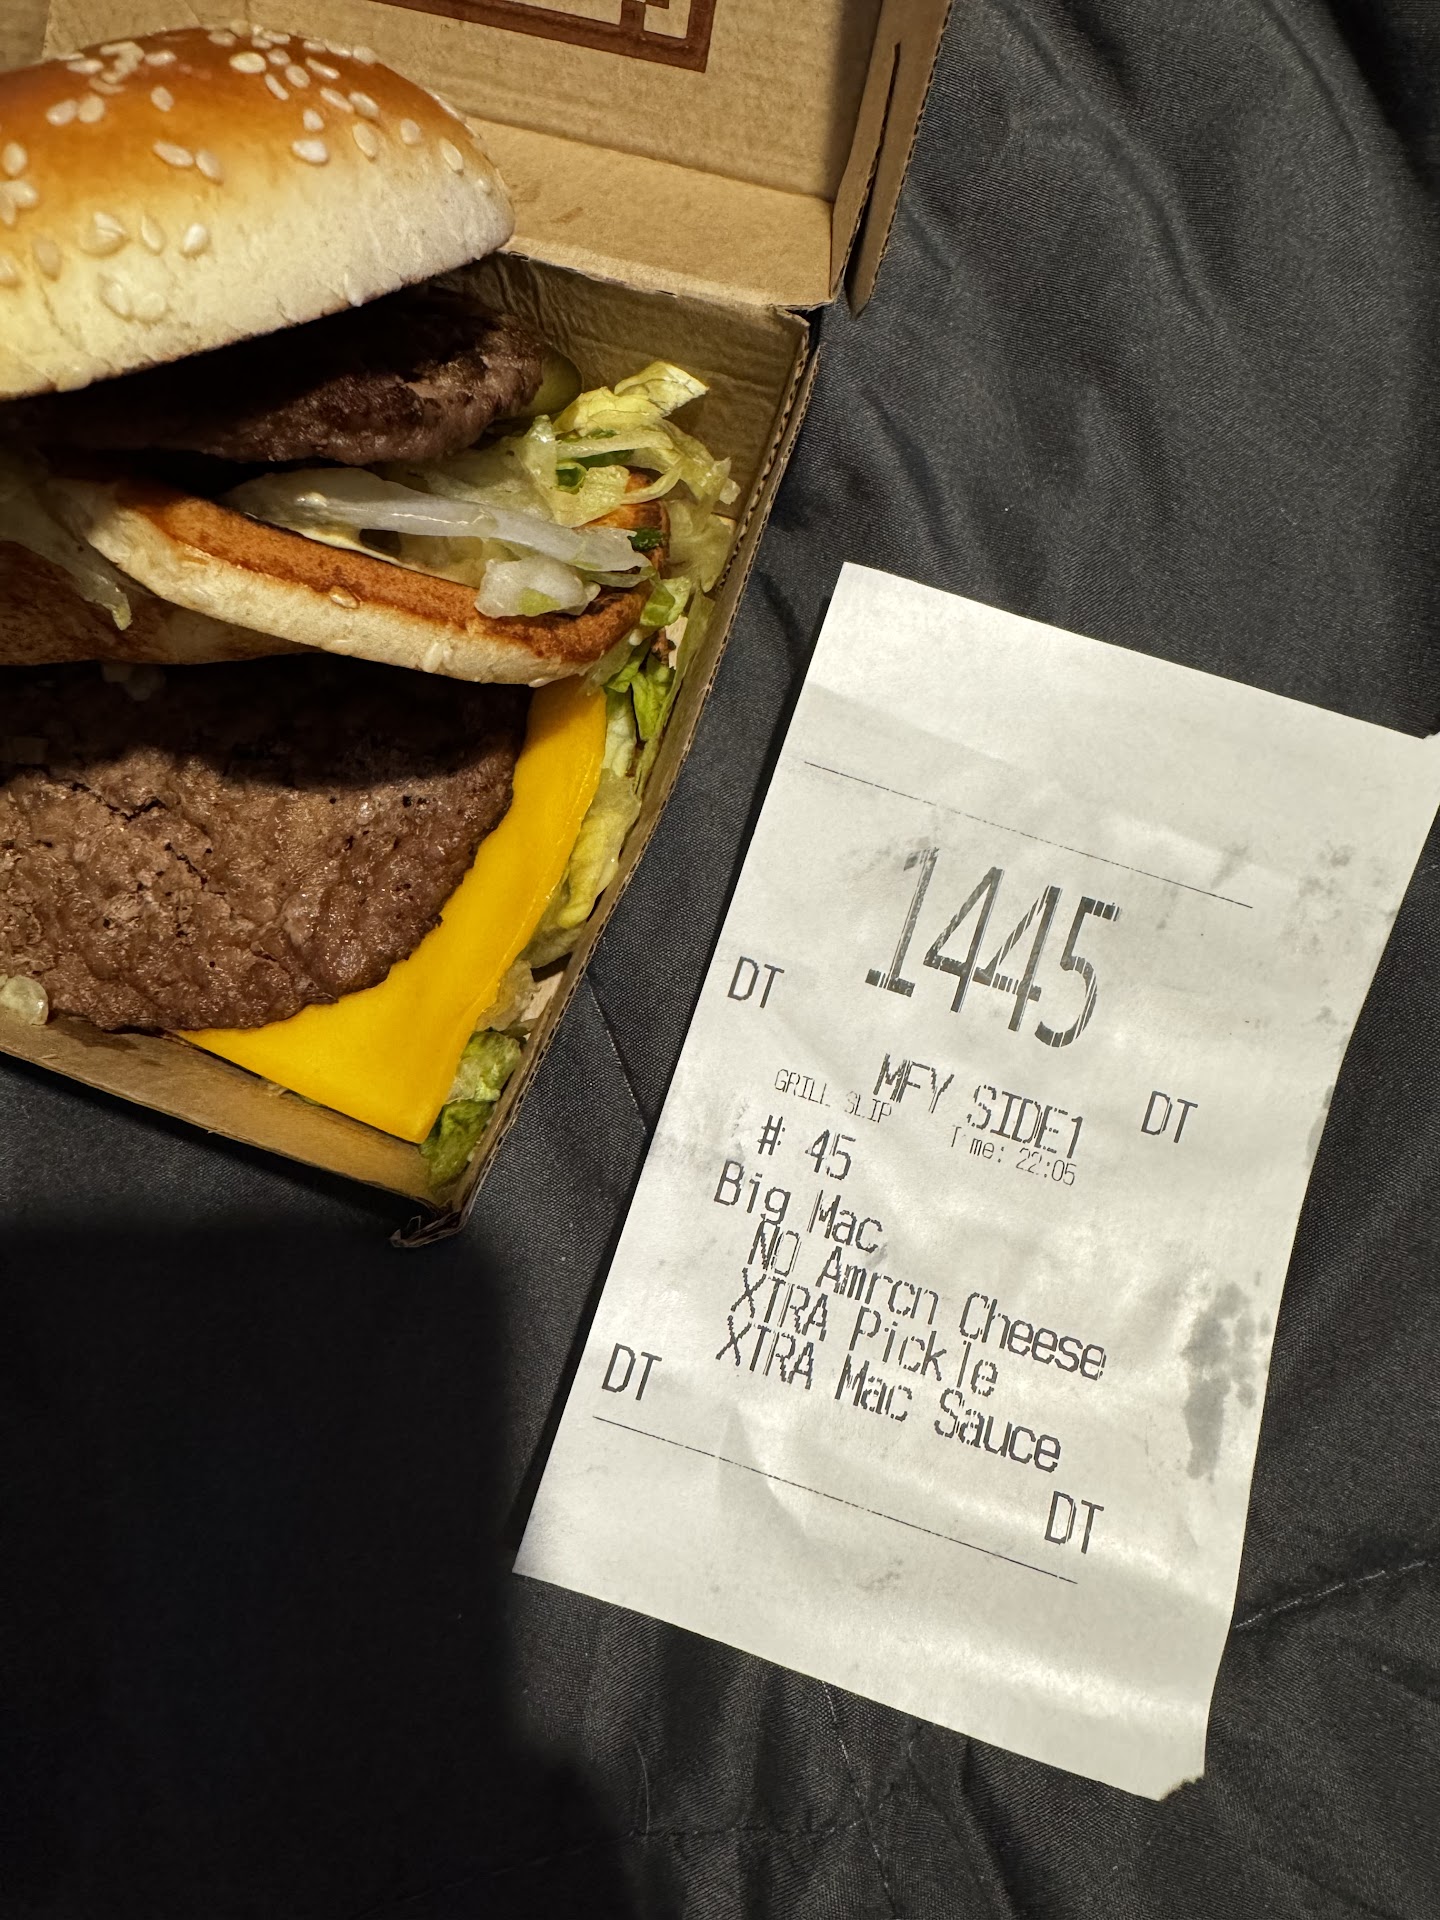 1445
DT
MFY SIDE1
DT
GRILL SLIP Time: 22:05
# 45
Big Mac
NO Amrcn Cheese
XTRA Pickle
XTRA Mac Sauce
DT
DT